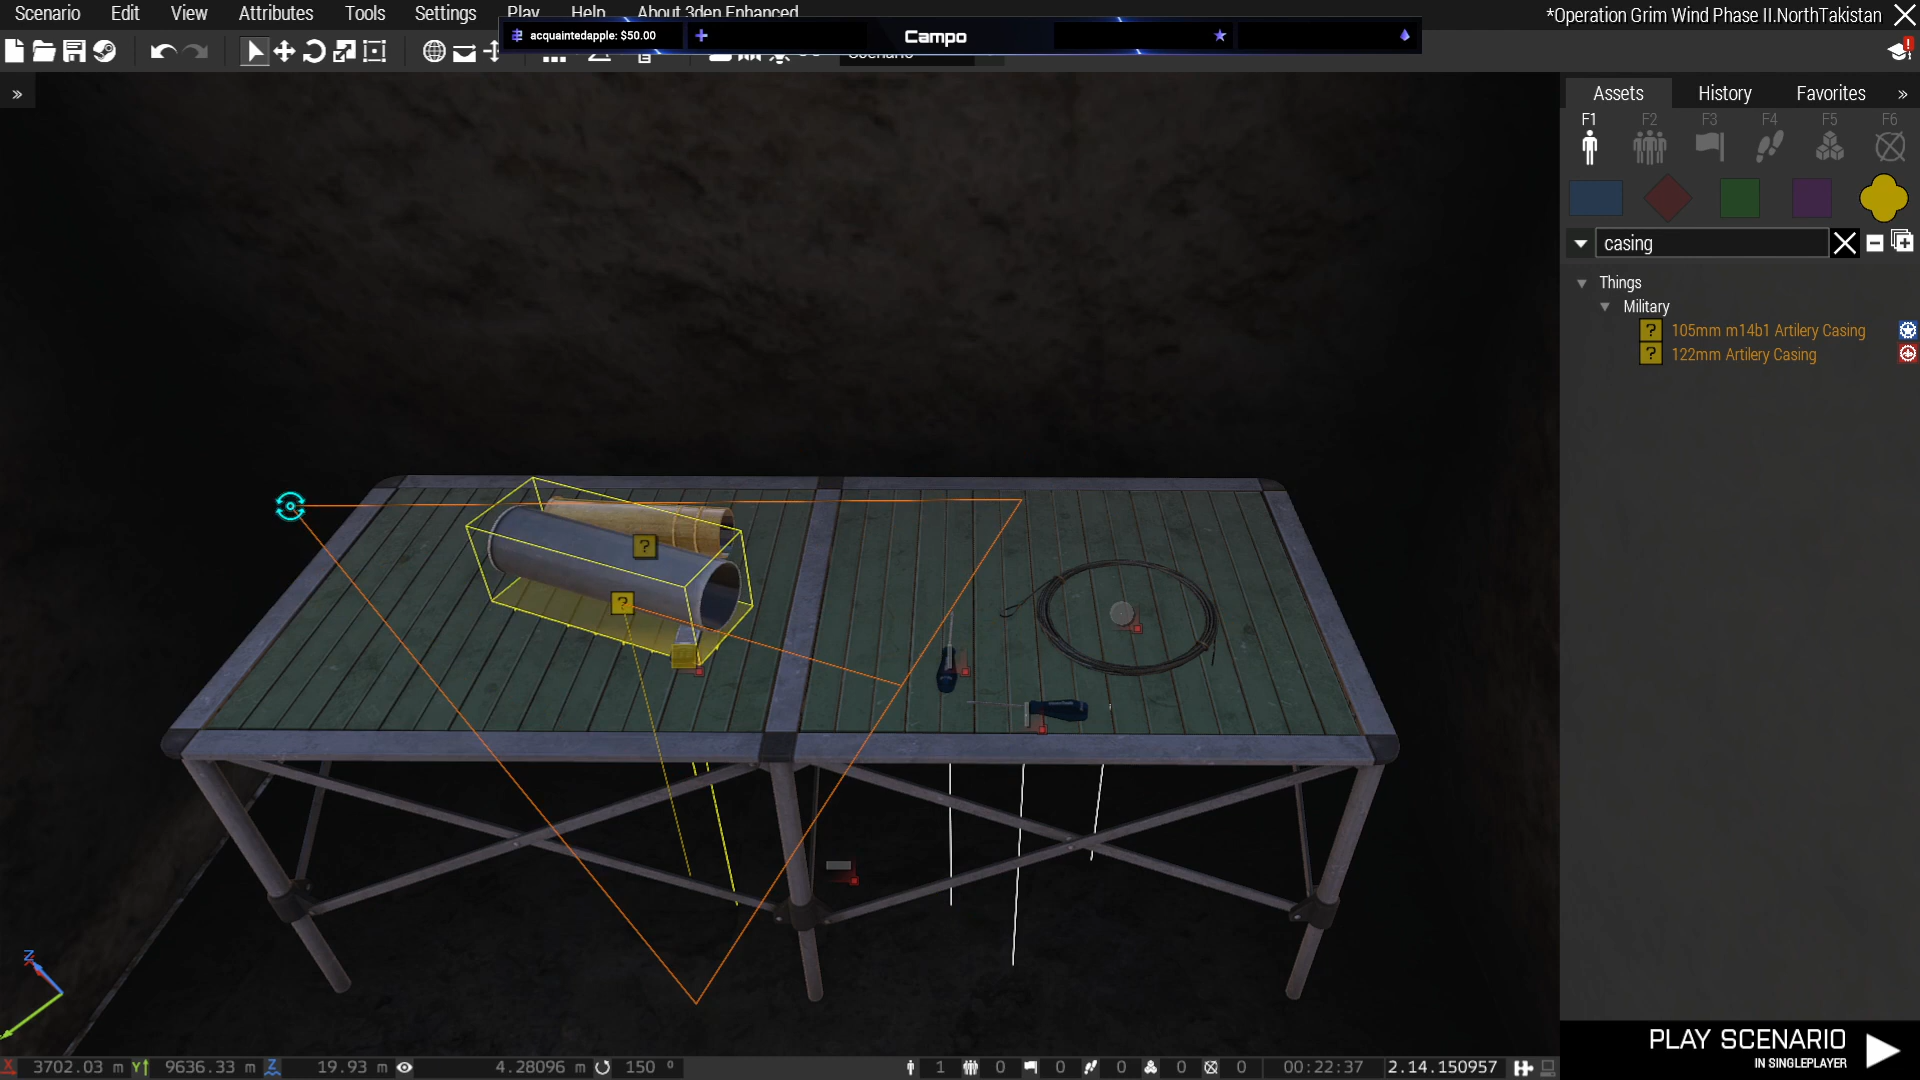 Scenario Edit View Attributes Tools Settings Play Help About 3den Enhanced
*Operation Grim Wind Phase II.NorthTakistan
acquaintedapple: $50.00
Campo
Scenario
Assets History Favorites
F1 F2 F3 F4 F5 F6
casing
Things
Military
? 105mm m14b1 Artilery Casing
? 122mm Artilery Casing
?
?
Z
PLAY SCENARIO
IN SINGLEPLAYER
X 3702.03 m Y 9636.33 m Z 19.93 m 4.28096 m 150 ° 1 0 0 0 0 0 00:22:37 2.14.150957